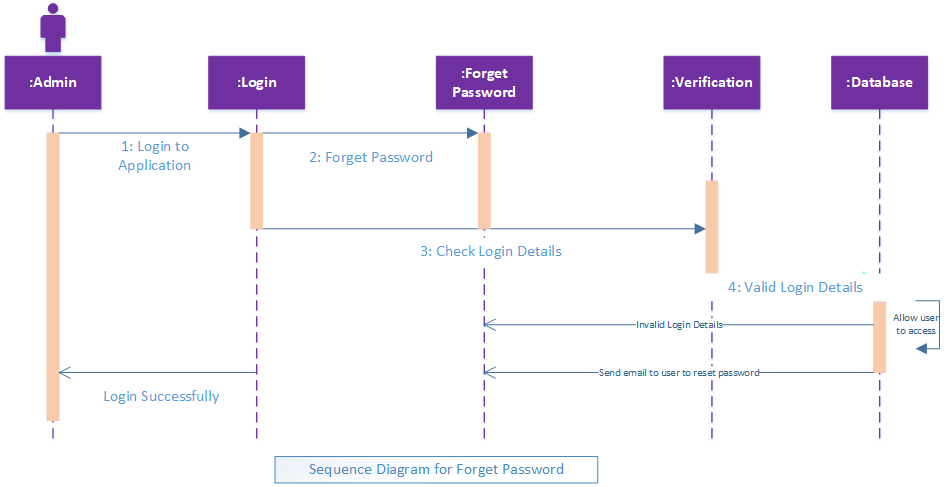 :Admin
:Login
:Forget
Password
:Verification
:Database
1: Login to
Application
2: Forget Password
3: Check Login Details
4: Valid Login Details
Allow user
to access
Invalid Login Details
Send email to user to reset password
Login Successfully
Sequence Diagram for Forget Password